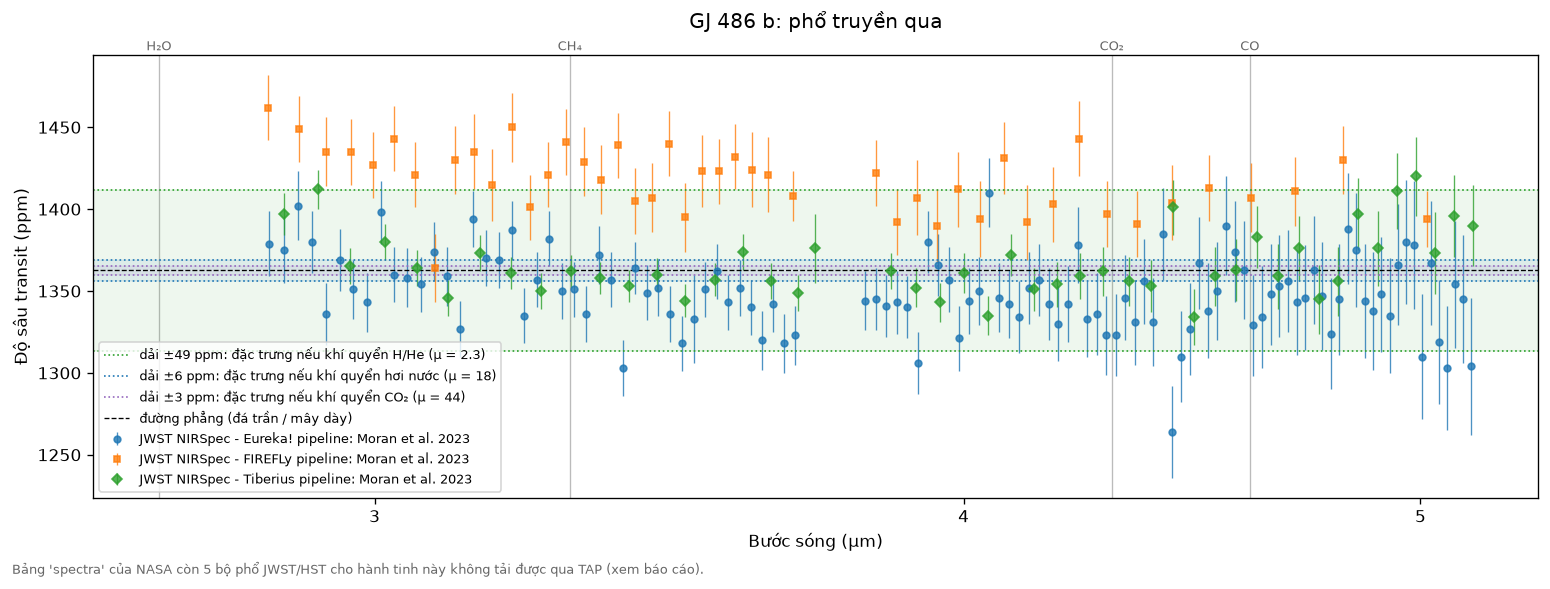 GJ 486 b: phổ truyền qua
H₂O
CH₄
CO₂
CO
Độ sâu transit (ppm)
1450
1400
1350
1300
1250
dải ±49 ppm: đặc trưng nếu khí quyển H/He (μ = 2.3)
dải ±6 ppm: đặc trưng nếu khí quyển hơi nước (μ = 18)
dải ±3 ppm: đặc trưng nếu khí quyển CO₂ (μ = 44)
đường phẳng (đá trần / mây dày)
JWST NIRSpec - Eureka! pipeline: Moran et al. 2023
JWST NIRSpec - FIREFLy pipeline: Moran et al. 2023
JWST NIRSpec - Tiberius pipeline: Moran et al. 2023
3
4
5
Bước sóng (μm)
Bảng 'spectra' của NASA còn 5 bộ phổ JWST/HST cho hành tinh này không tải được qua TAP (xem báo cáo).